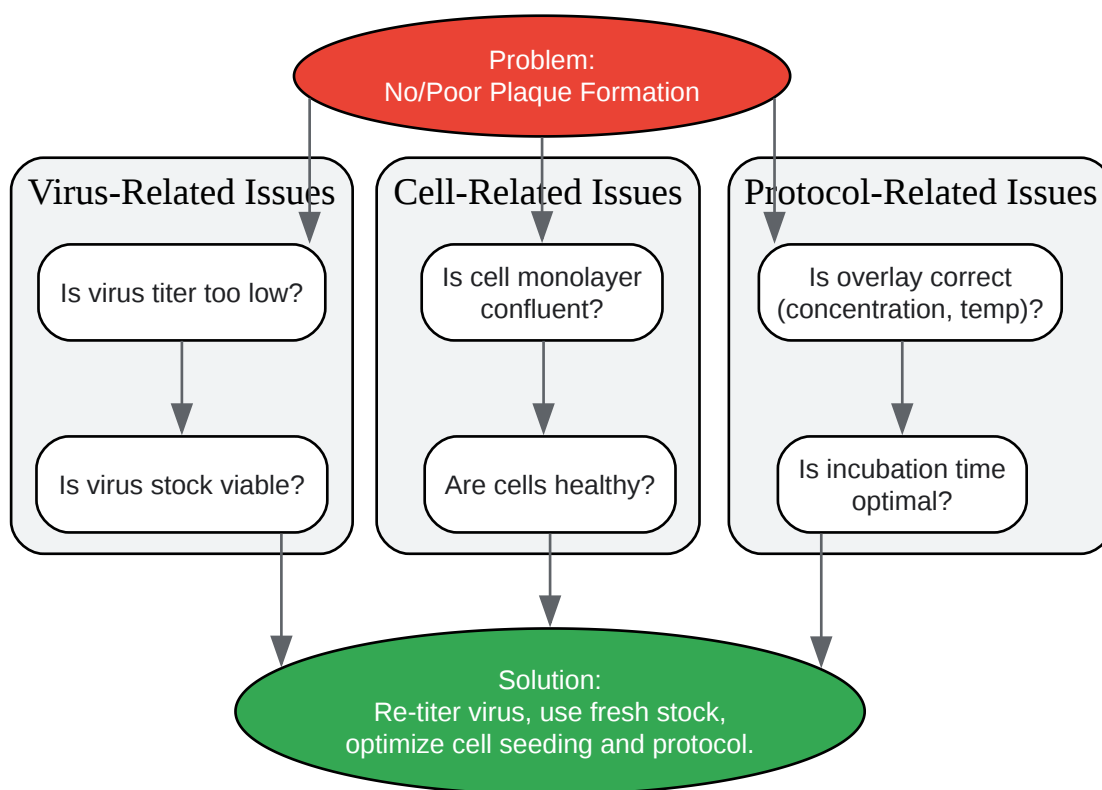 Problem:
No/Poor Plaque Formation
Virus-Related Issues
Is virus titer too low?
Is virus stock viable?
Cell-Related Issues
Is cell monolayer
confluent?
Are cells healthy?
Protocol-Related Issues
Is overlay correct
(concentration, temp)?
Is incubation time
optimal?
Solution:
Re-titer virus, use fresh stock,
optimize cell seeding and protocol.